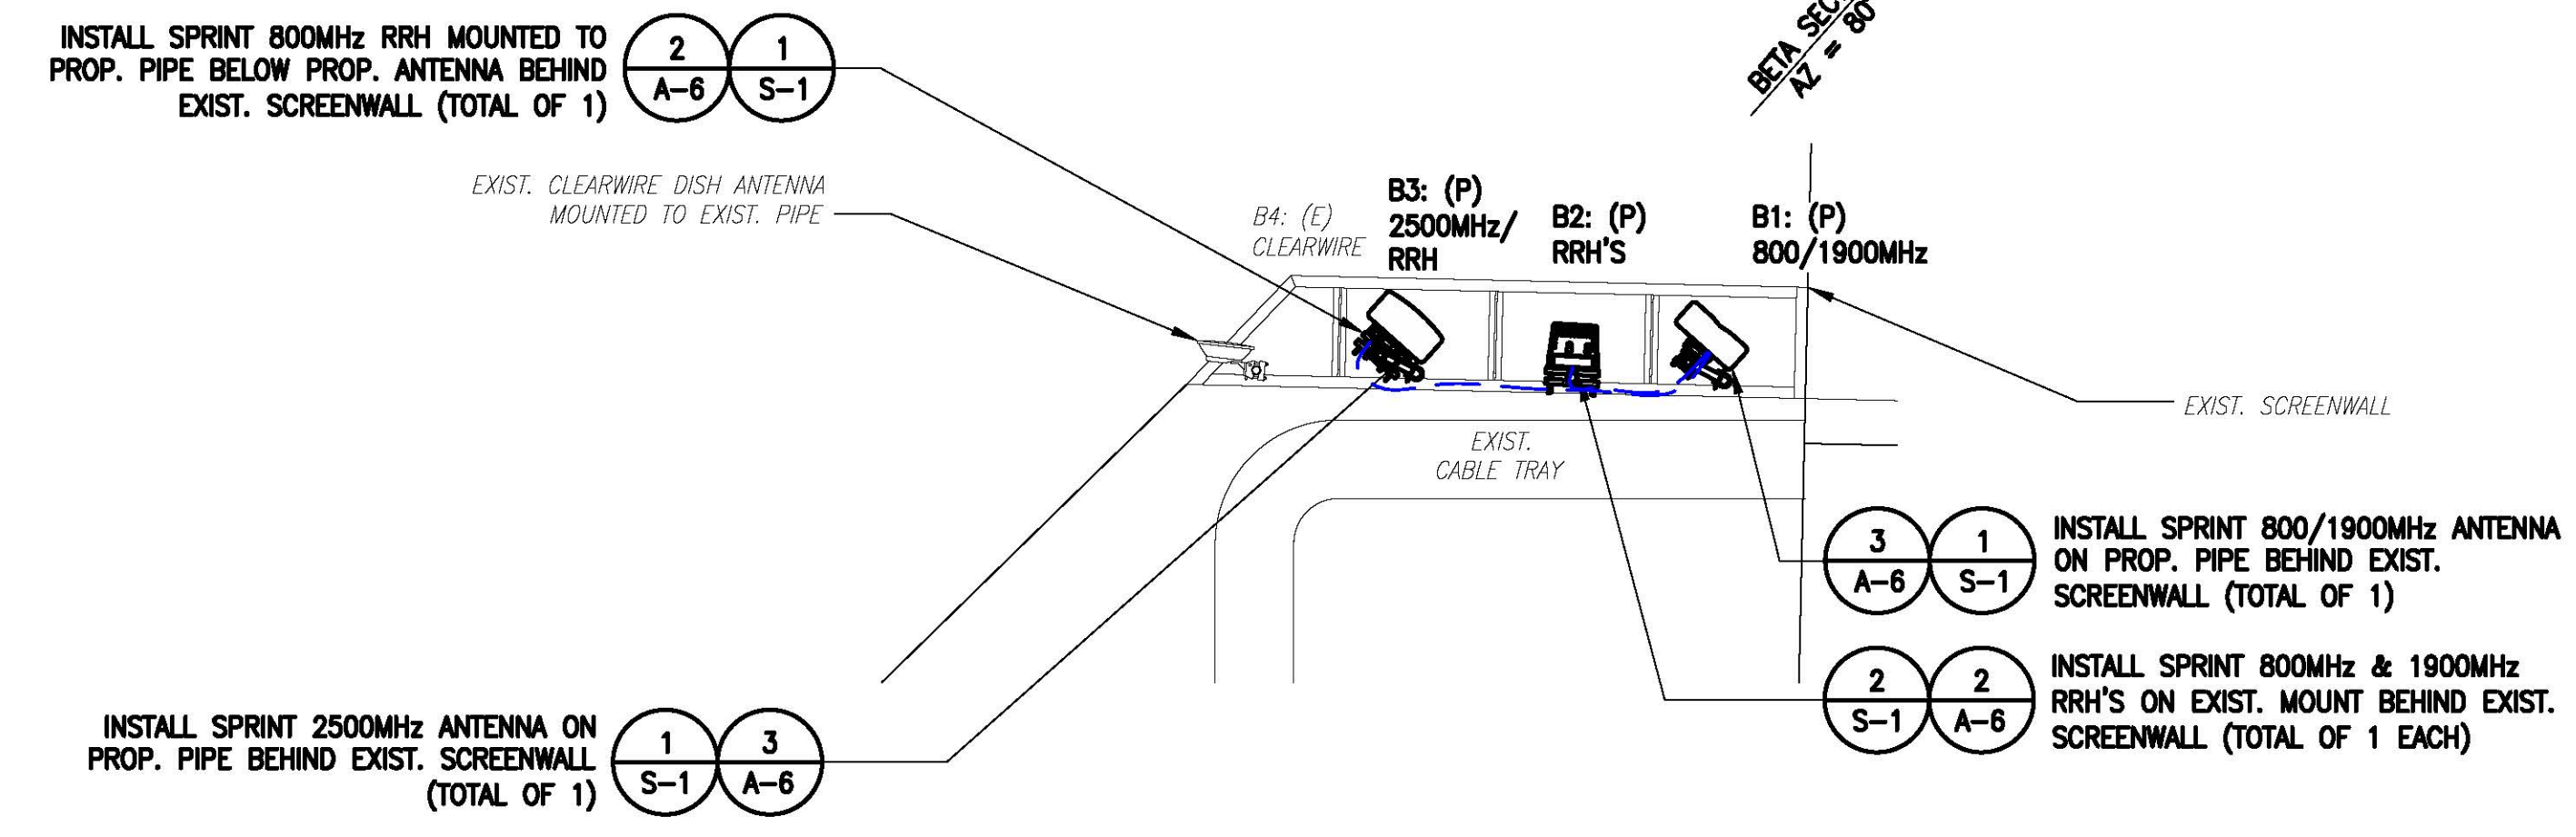 INSTALL SPRINT 800MHz RRH MOUNTED TO
PROP. PIPE BELOW PROP. ANTENNA BEHIND
EXIST. SCREENWALL (TOTAL OF 1)
2
A-6
1
S-1
BETA
AZ = 80
EXIST. CLEARWIRE DISH ANTENNA
MOUNTED TO EXIST. PIPE
B4: (E)
CLEARWIRE
B3: (P)
2500MHz/
RRH
B2: (P)
RRH'S
B1: (P)
800/1900MHz
EXIST. SCREENWALL
EXIST.
CABLE TRAY
3
A-6
1
S-1
INSTALL SPRINT 800/1900MHz ANTENNA
ON PROP. PIPE BEHIND EXIST.
SCREENWALL (TOTAL OF 1)
2
S-1
2
A-6
INSTALL SPRINT 800MHz & 1900MHz
RRH'S ON EXIST. MOUNT BEHIND EXIST.
SCREENWALL (TOTAL OF 1 EACH)
INSTALL SPRINT 2500MHz ANTENNA ON
PROP. PIPE BEHIND EXIST. SCREENWALL
(TOTAL OF 1)
1
S-1
3
A-6